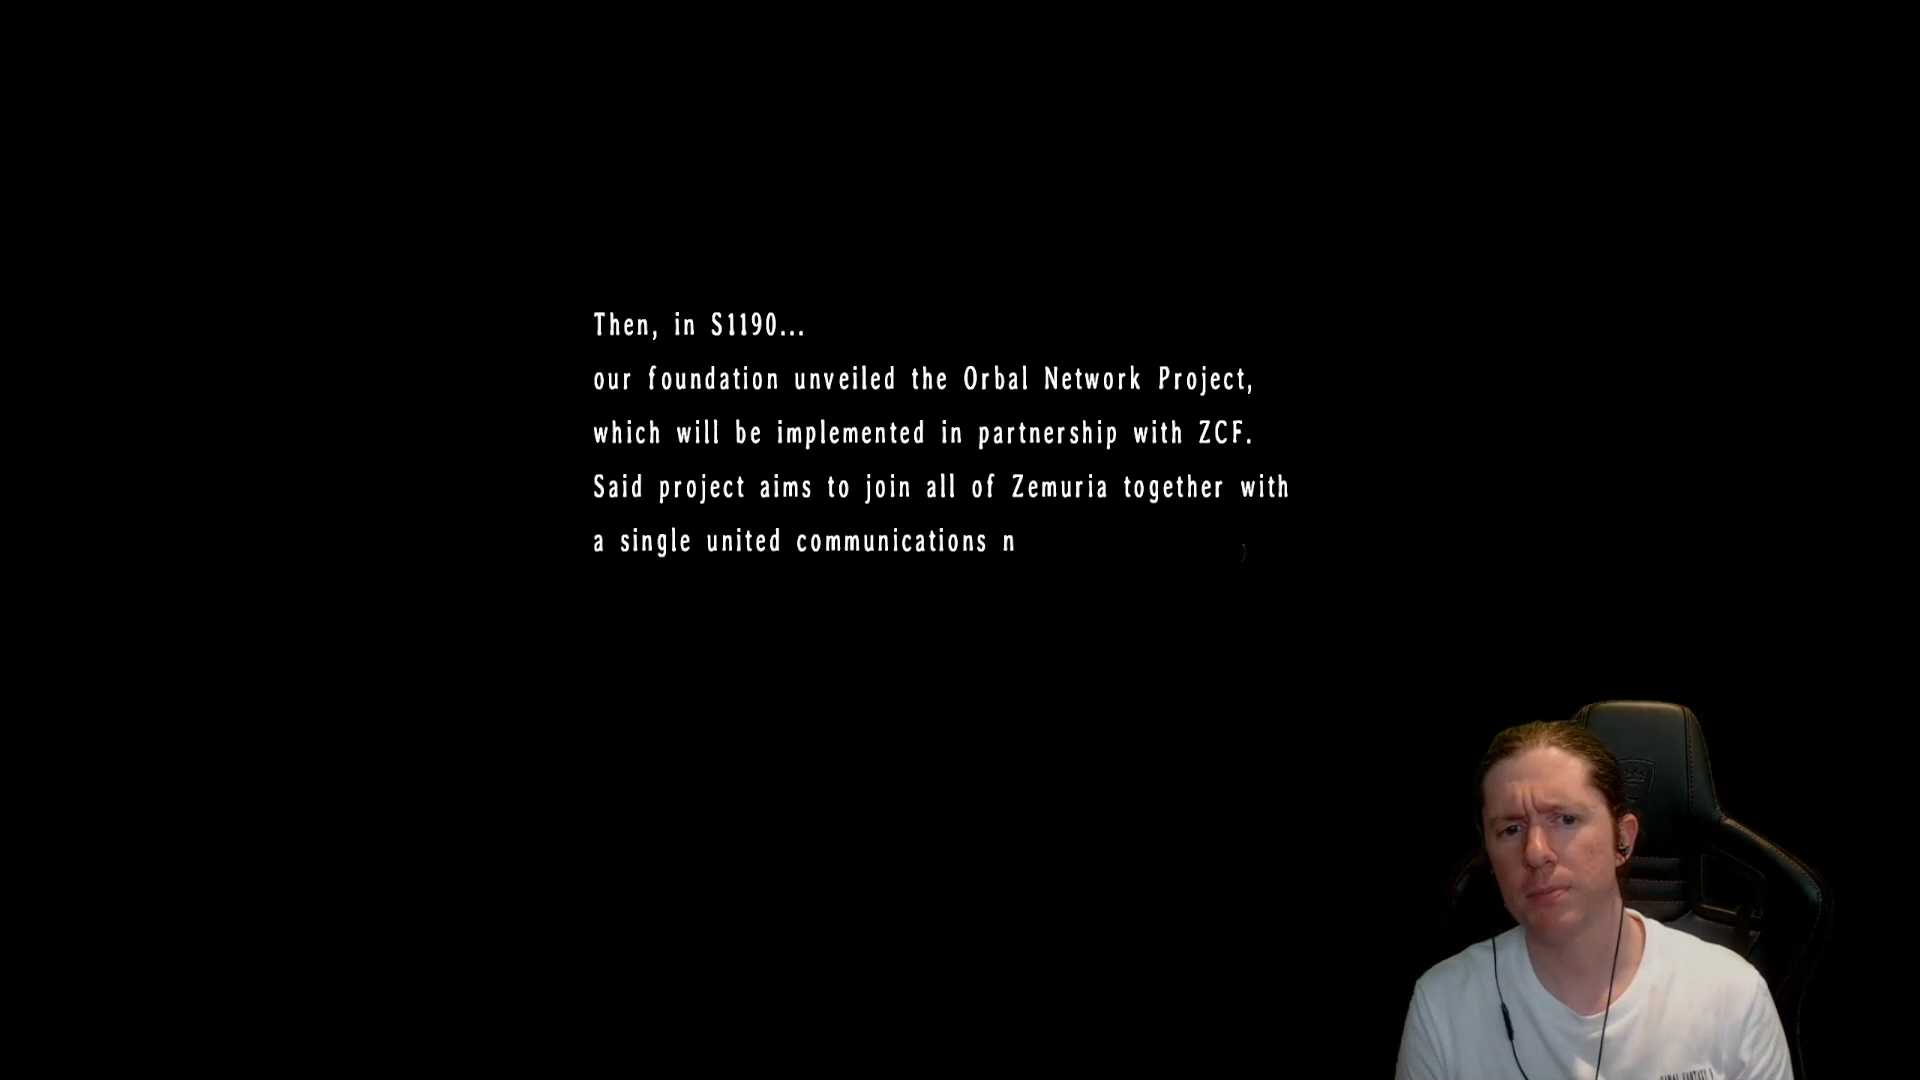 Then, in S1190...
our foundation unveiled the Orbal Network Project,
which will be implemented in partnership with ZCF.
Said project aims to join all of Zemuria together with
a single united communications n